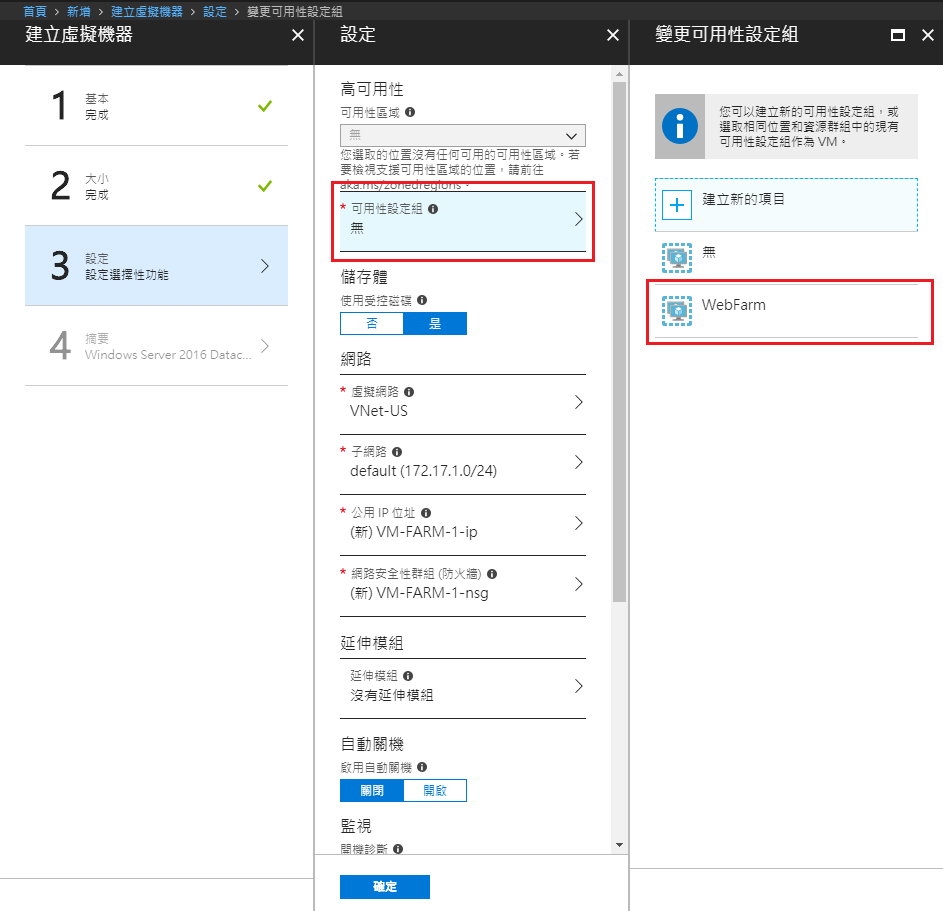 首頁 > 新增 > 建立虛擬機器 > 設定 > 變更可用性設定組
建立虛擬機器
1
基本
完成
2
大小
完成
3
設定
設定選擇性功能
4
摘要
Windows Server 2016 Datac...
設定
高可用性
可用性區域
無
您選取的位置沒有任何可用的可用性區域。若
要檢視支援可用性區域的位置，請前往
aka.ms/zonedregions。
* 可用性設定組
無
儲存體
使用受控磁碟
否 是
網路
* 虛擬網路
VNet-US
* 子網路
default (172.17.1.0/24)
* 公用 IP 位址
(新) VM-FARM-1-ip
* 網路安全性群組 (防火牆)
(新) VM-FARM-1-nsg
延伸模組
延伸模組
沒有延伸模組
自動關機
啟用自動關機
關閉 開啟
監視
開機診斷
確定
變更可用性設定組
您可以建立新的可用性設定組，或
選取相同位置和資源群組中的現有
可用性設定組作為 VM。
建立新的項目
無
WebFarm